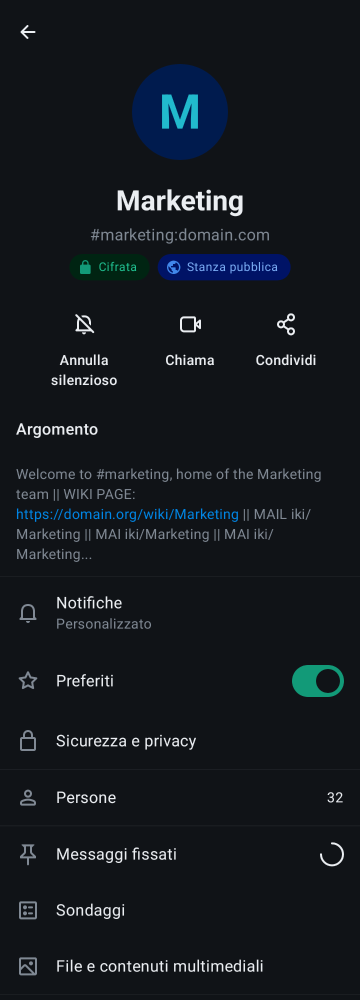 M
Marketing
#marketing:domain.com
Cifrata
Stanza pubblica
Annulla
silenzioso
Chiama
Condividi
Argomento
Welcome to #marketing, home of the Marketing
team || WIKI PAGE:
https://domain.org/wiki/Marketing || MAIL iki/
Marketing || MAI iki/Marketing || MAI iki/
Marketing...
Notifiche
Personalizzato
Preferiti
Sicurezza e privacy
Persone 32
Messaggi fissati
Sondaggi
File e contenuti multimediali